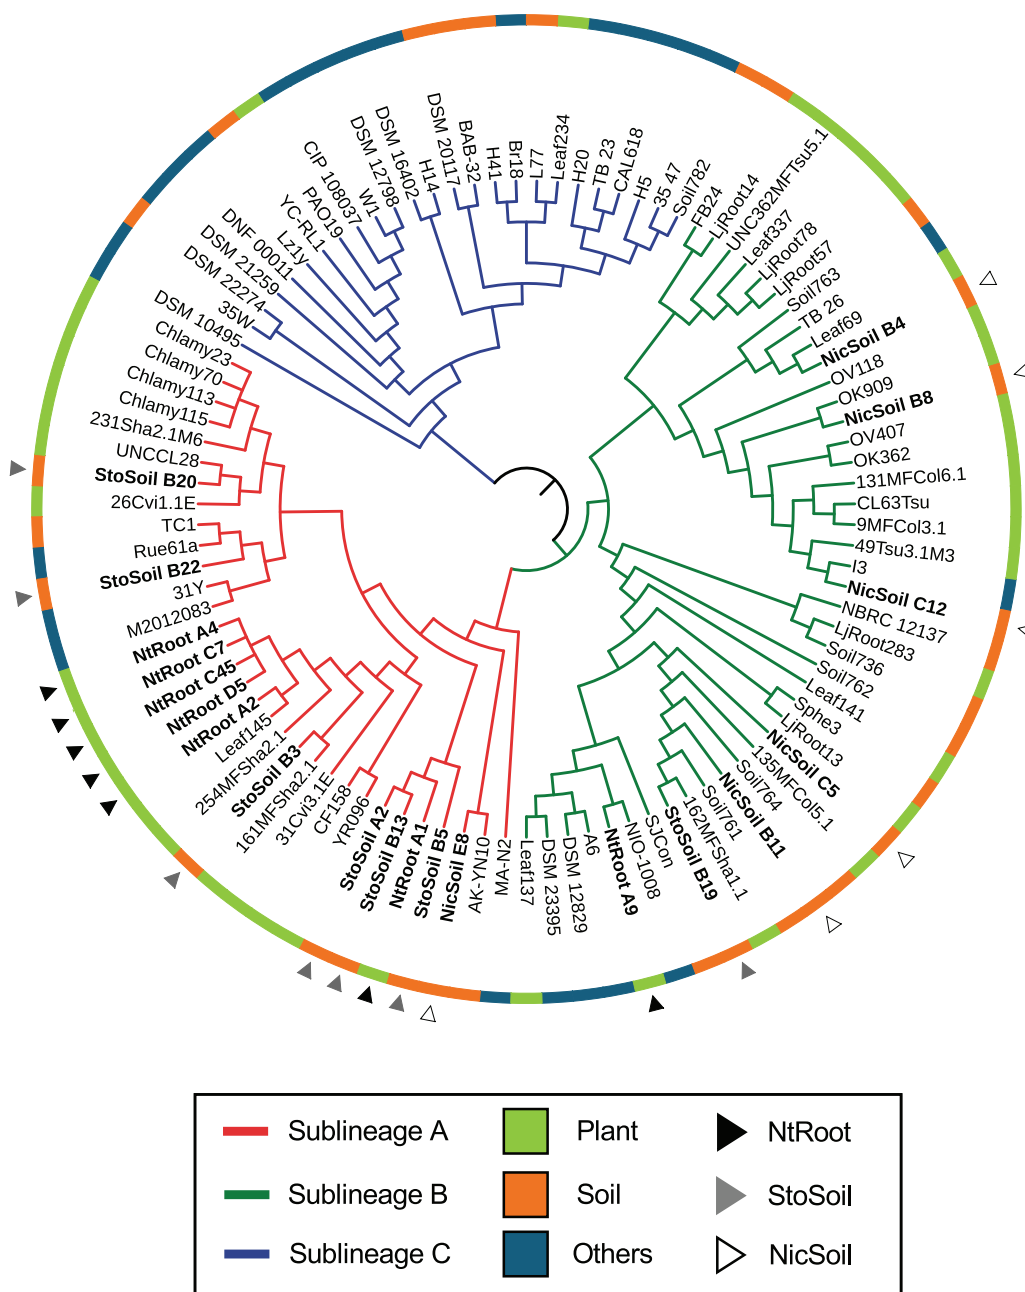 DSM 10495
35W
DSM 22274
DSM 21259
DNF 00011
Lz1y
YC-RL1
PAO19
CIP 108037
W1
DSM 12798
DSM 16402
H14
DSM 20117
BAB-32
H41
Br18
L77
Leaf234
H20
TB 23
CAL618
H5
35 47
Soil782
FB24
LjRoot14
UNC362MFTsu5.1
Leaf337
LjRoot78
LjRoot57
Soil763
TB 26
Leaf69
NicSoil B4
OV118
OK909
NicSoil B8
OV407
OK362
131MFCol6.1
CL63Tsu
9MFCol3.1
49Tsu3.1M3
I3
NicSoil C12
NBRC 12137
LjRoot283
Soil736
Soil762
Leaf141
Sphe3
LjRoot13
NicSoil C5
135MFCol5.1
Soil764
NicSoil B11
Soil761
162MFSha1.1
StoSoil B19
SJCon
NIO-1008
NtRoot A9
A6
DSM 12829
DSM 23395
Leaf137
MA-N2
AK-YN10
NicSoil E8
StoSoil B5
NtRoot A1
StoSoil B13
StoSoil A2
YR096
CF158
31Cvi3.1E
161MFSha2.1
StoSoil B3
254MFSha2.1
Leaf145
NtRoot A2
NtRoot D5
NtRoot C45
NtRoot C7
NtRoot A4
M2012083
31Y
StoSoil B22
Rue61a
TC1
26Cvi1.1E
StoSoil B20
UNCCL28
231Sha2.1M6
Chlamy115
Chlamy113
Chlamy70
Chlamy23
Sublineage A
Plant
NtRoot
Sublineage B
Soil
StoSoil
Sublineage C
Others
NicSoil